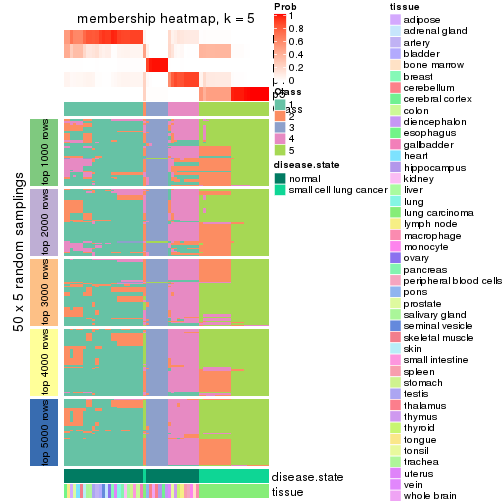 membership heatmap, k = 5
50 x 5 random samplings
top 1000 rows
top 2000 rows
top 3000 rows
top 4000 rows
top 5000 rows
Prob
1
0.8
0.6
0.4
0.2
0
Class
1
2
3
4
5
Class
disease.state
normal
small cell lung cancer
disease.state
tissue
tissue
adipose
adrenal gland
artery
bladder
bone marrow
breast
cerebellum
cerebral cortex
colon
diencephalon
esophagus
gallbladder
heart
hippocampus
kidney
liver
lung
lung carcinoma
lymph node
macrophage
monocyte
ovary
pancreas
peripheral blood cells
pons
prostate
salivary gland
seminal vesicle
skeletal muscle
skin
small intestine
spleen
stomach
testis
thalamus
thymus
thyroid
tongue
tonsil
trachea
uterus
vein
whole brain